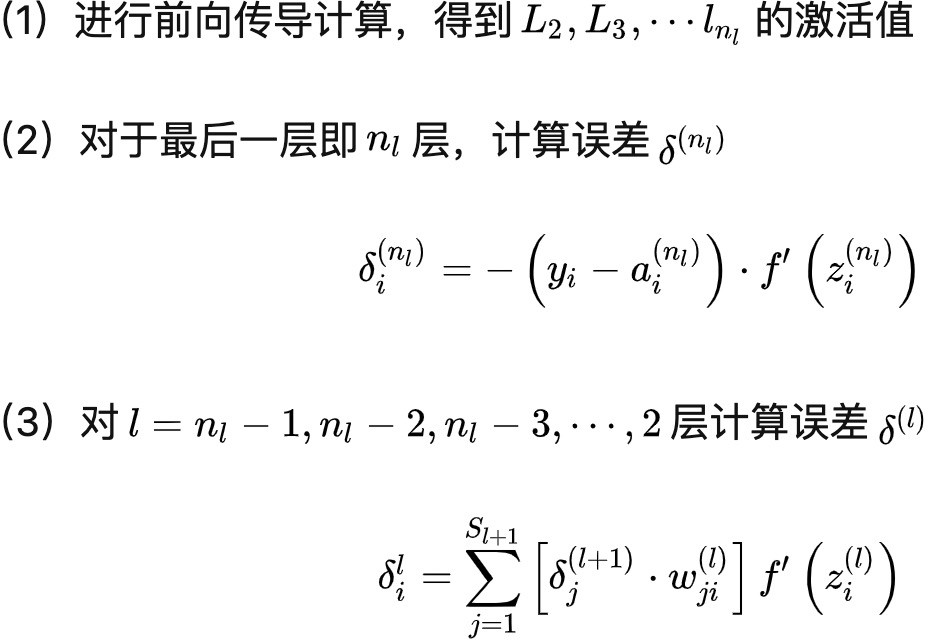 (1) 进行前向传导计算，得到 $L_2, L_3, \cdots l_{n_l}$ 的激活值
(2) 对于最后一层即 $n_l$ 层，计算误差 $\delta^{(n_l)}$
$\delta_i^{(n_l)} = -\left(y_i - a_i^{(n_l)}\right) \cdot f'\left(z_i^{(n_l)}\right)$
(3) 对 $l = n_l - 1, n_l - 2, n_l - 3, \cdots, 2$ 层计算误差 $\delta^{(l)}$
$\delta_i^l = \sum_{j=1}^{S_{l+1}} \left[\delta_j^{(l+1)} \cdot w_{ji}^{(l)}\right] f'\left(z_i^{(l)}\right)$